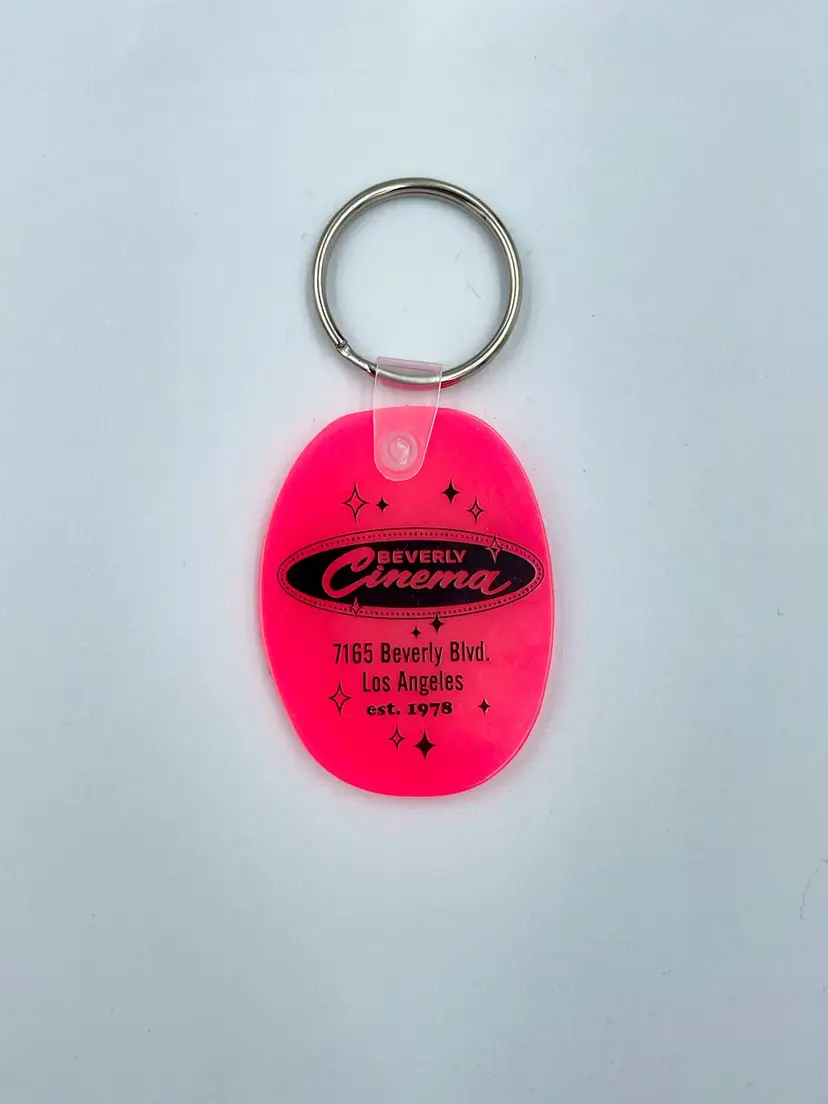 BEVERLY
Cinema
7165 Beverly Blvd.
Los Angeles
est. 1978